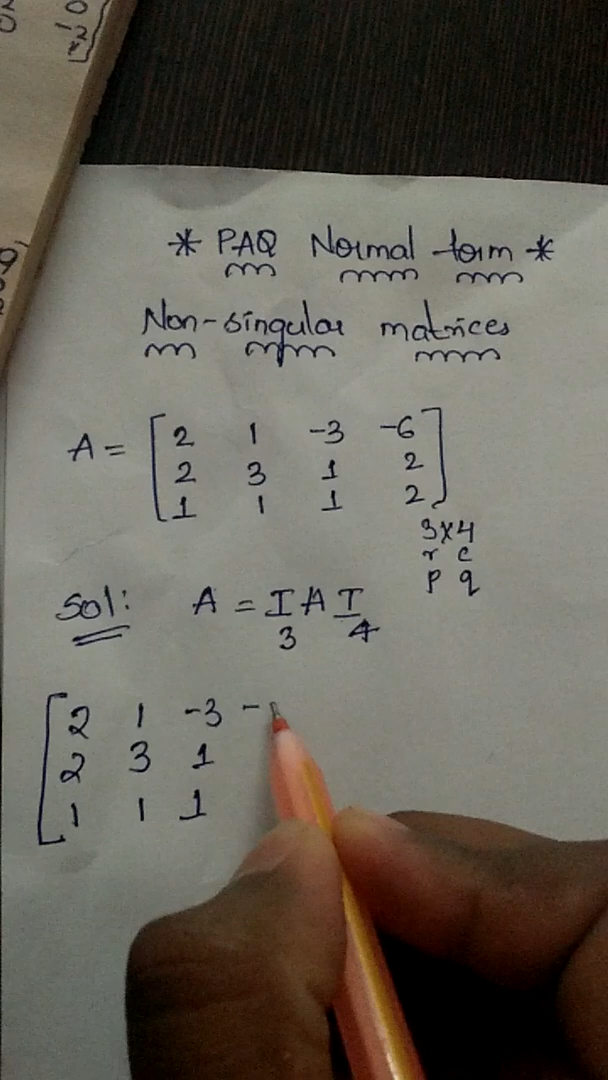 * PAQ Normal form *
Non-singular matrices
A = [2 1 -3 -6
2 3 1 2
1 1 1 2]
3x4
r c
p q
Sol: A = I A I
3 4
[2 1 -3 -
2 3 1
1 1 1